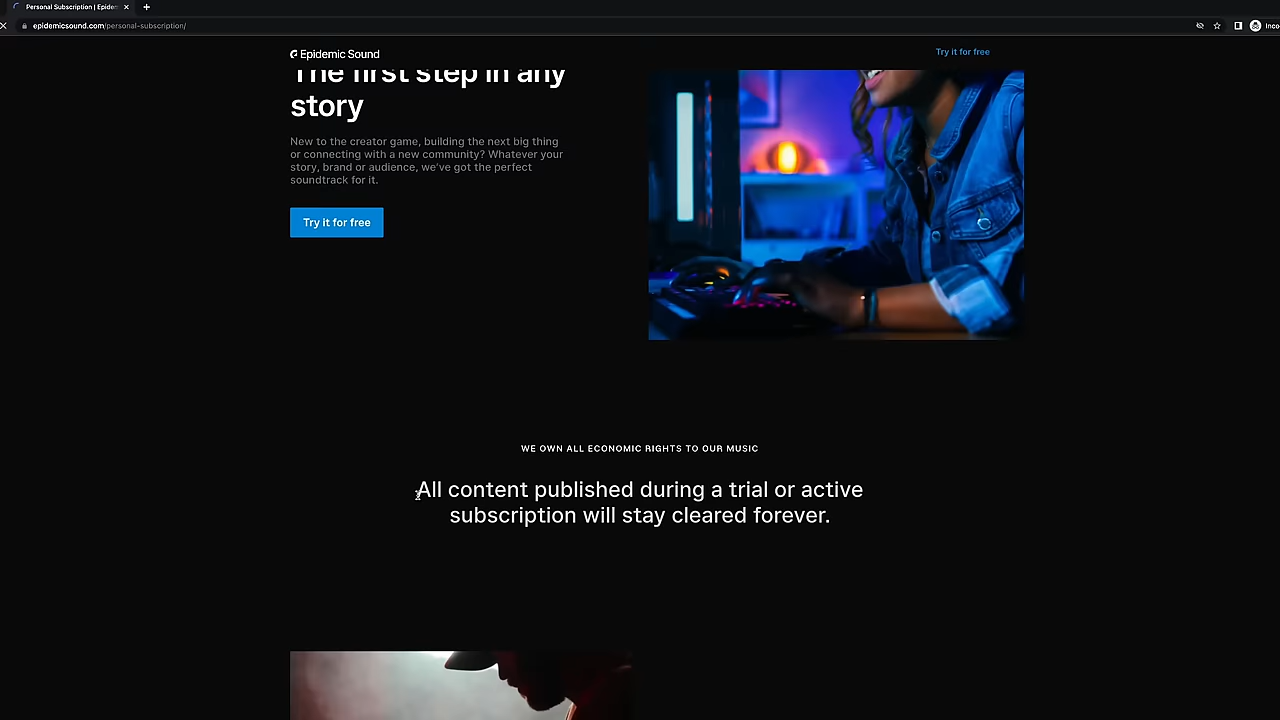 Personal Subscription | Epidem
epidemicsound.com/personal-subscription/
Inco
Epidemic Sound
Try it for free
The first step in any
story
New to the creator game, building the next big thing
or connecting with a new community? Whatever your
story, brand or audience, we've got the perfect
soundtrack for it.
Try it for free
WE OWN ALL ECONOMIC RIGHTS TO OUR MUSIC
All content published during a trial or active
subscription will stay cleared forever.